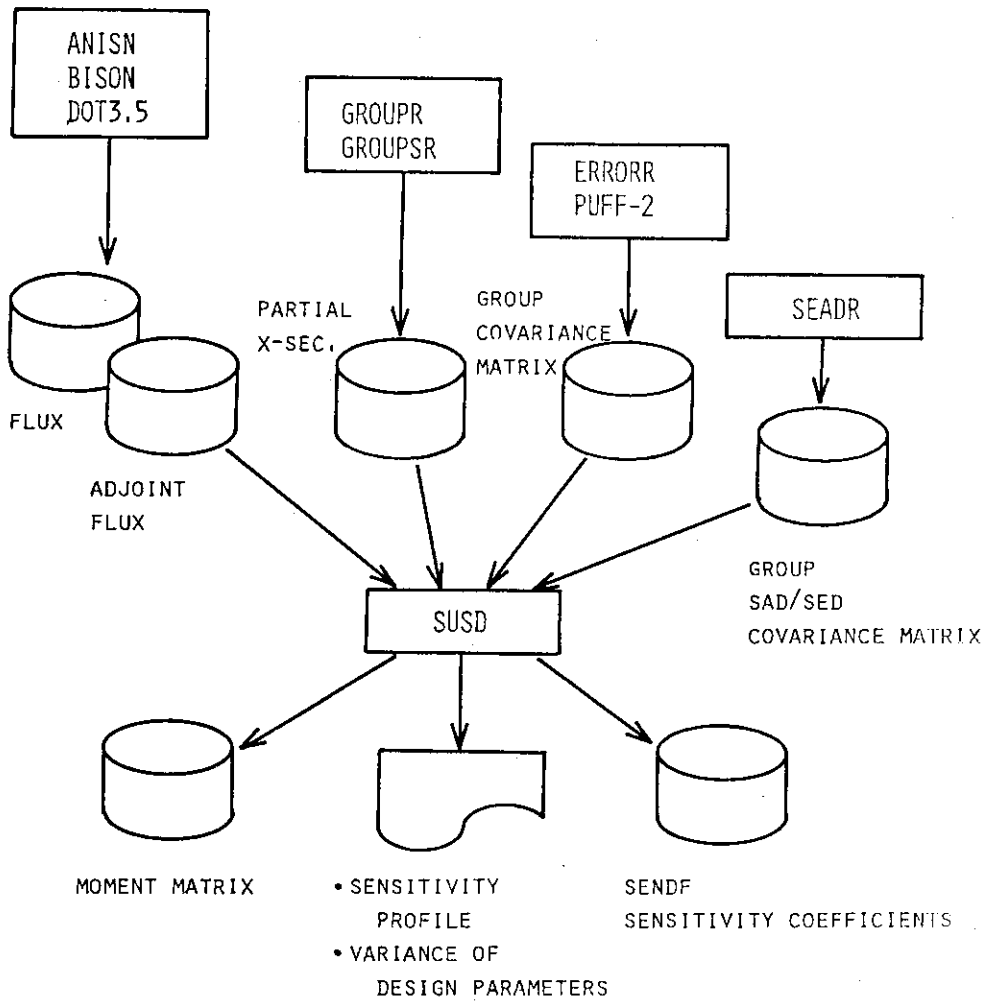 ANISN
BISON
DOT3.5
GROUPR
GROUPSR
ERRORR
PUFF-2
SEADR
PARTIAL
X-SEC.
GROUP
COVARIANCE
MATRIX
FLUX
ADJOINT
FLUX
GROUP
SAD/SED
COVARIANCE MATRIX
SUSD
MOMENT MATRIX
• SENSITIVITY
PROFILE
• VARIANCE OF
DESIGN PARAMETERS
SENDF
SENSITIVITY COEFFICIENTS